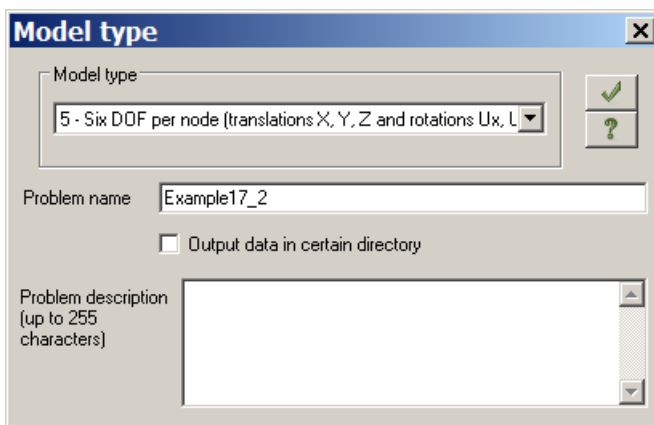 Model type
Model type
5 - Six DOF per node (translations X, Y, Z and rotations Ux, U
?
Problem name
Example17_2
Output data in certain directory
Problem description
(up to 255
characters)